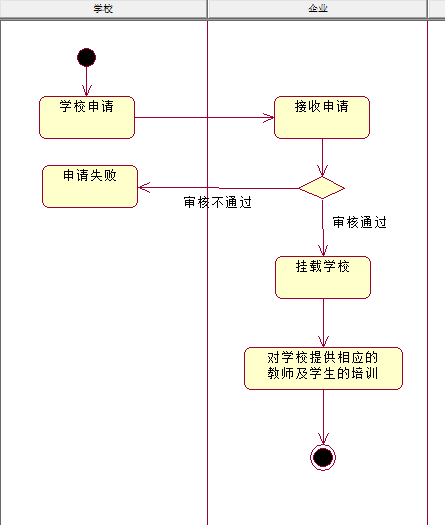 学校
企业
学校申请
接收申请
申请失败
审核不通过
审核通过
挂载学校
对学校提供相应的
教师及学生的培训